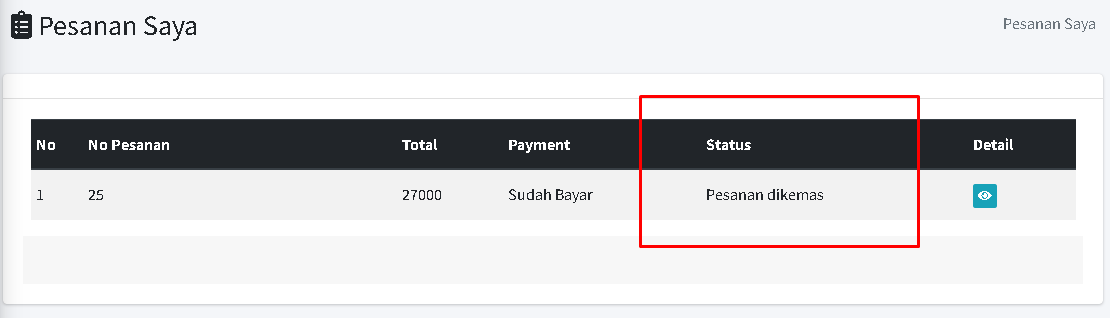 Pesanan Saya
Pesanan Saya
No No Pesanan Total Payment Status Detail
1 25 27000 Sudah Bayar Pesanan dikemas